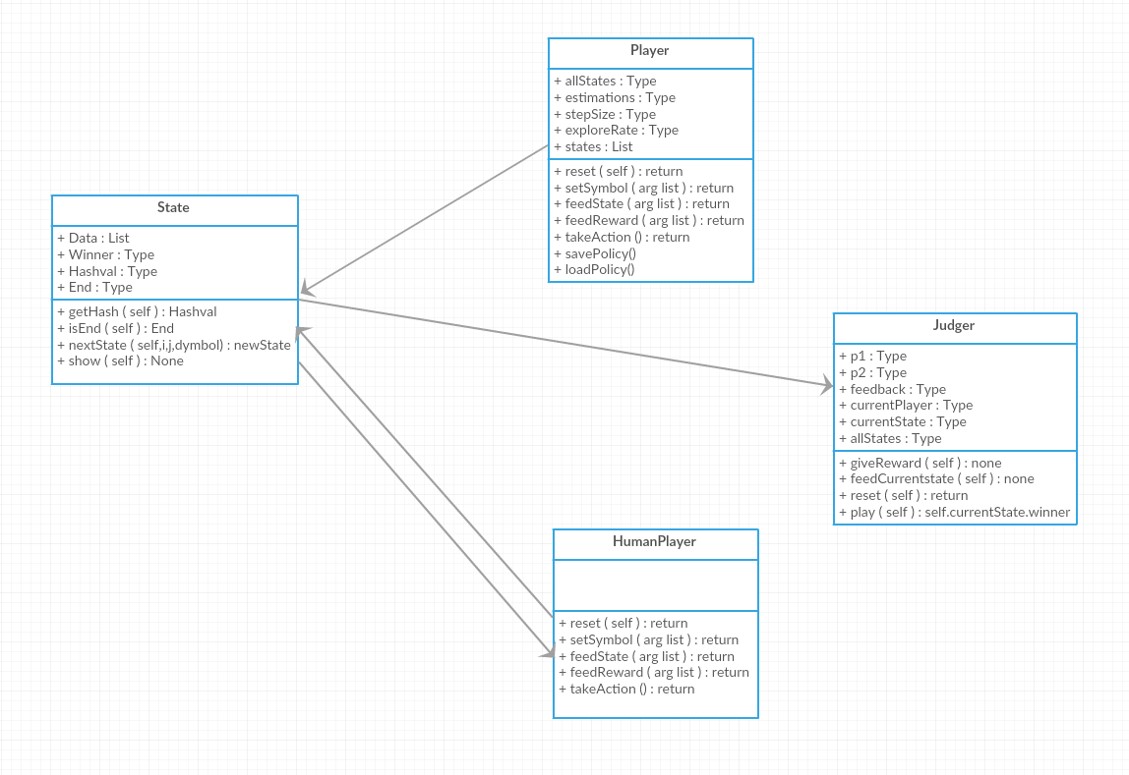 Player
+ allStates : Type
+ estimations : Type
+ stepSize : Type
+ exploreRate : Type
+ states : List
+ reset ( self ) : return
+ setSymbol ( arg list ) : return
+ feedState ( arg list ) : return
+ feedReward ( arg list ) : return
+ takeAction () : return
+ savePolicy()
+ loadPolicy()
State
+ Data : List
+ Winner : Type
+ Hashval : Type
+ End : Type
+ getHash ( self ) : Hashval
+ isEnd ( self ) : End
+ nextState ( self,i,j,dymbol) : newState
+ show ( self ) : None
Judger
+ p1 : Type
+ p2 : Type
+ feedback : Type
+ currentPlayer : Type
+ currentState : Type
+ allStates : Type
+ giveReward ( self ) : none
+ feedCurrentstate ( self ) : none
+ reset ( self ) : return
+ play ( self ) : self.currentState.winner
HumanPlayer
+ reset ( self ) : return
+ setSymbol ( arg list ) : return
+ feedState ( arg list ) : return
+ feedReward ( arg list ) : return
+ takeAction () : return